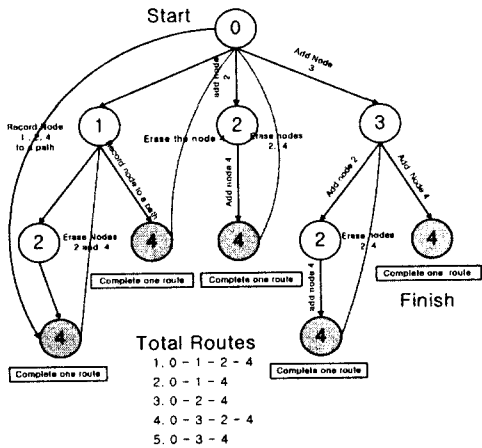 Start
0
add node
2
Add Node
3
1
2
3
Record Node
1 . 2. 4
to a path
Erase the node 4
Erase nodes
2. 4
Record node to a path
Add node 4
Add node 2
Add Node 4
2
Erase Nodes
2 and 4
4
4
2
Erase nodes
2. 4
4
Complete one route
Complete one route
Complete one route
add node 4
Finish
4
4
Complete one route
Complete one route
Total Routes
1. 0 - 1 - 2 - 4
2. 0 - 1 - 4
3. 0 - 2 - 4
4. 0 - 3 - 2 - 4
5. 0 - 3 - 4